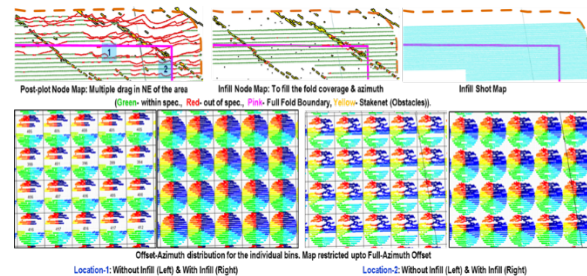 1
2
Post-plot Node Map: Multiple drag in NE of the area
Infill Node Map: To fill the fold coverage & azimuth
Infill Shot Map
(Green- within spec., Red- out of spec., Pink- Full Fold Boundary, Yellow- Stakenet (Obstacles)).
Offset-Azimuth distribution for the individual bins. Map restricted upto Full-Azimuth Offset
Location-1: Without Infill (Left) & With Infill (Right)
Location-2: Without Infill (Left) & With Infill (Right)